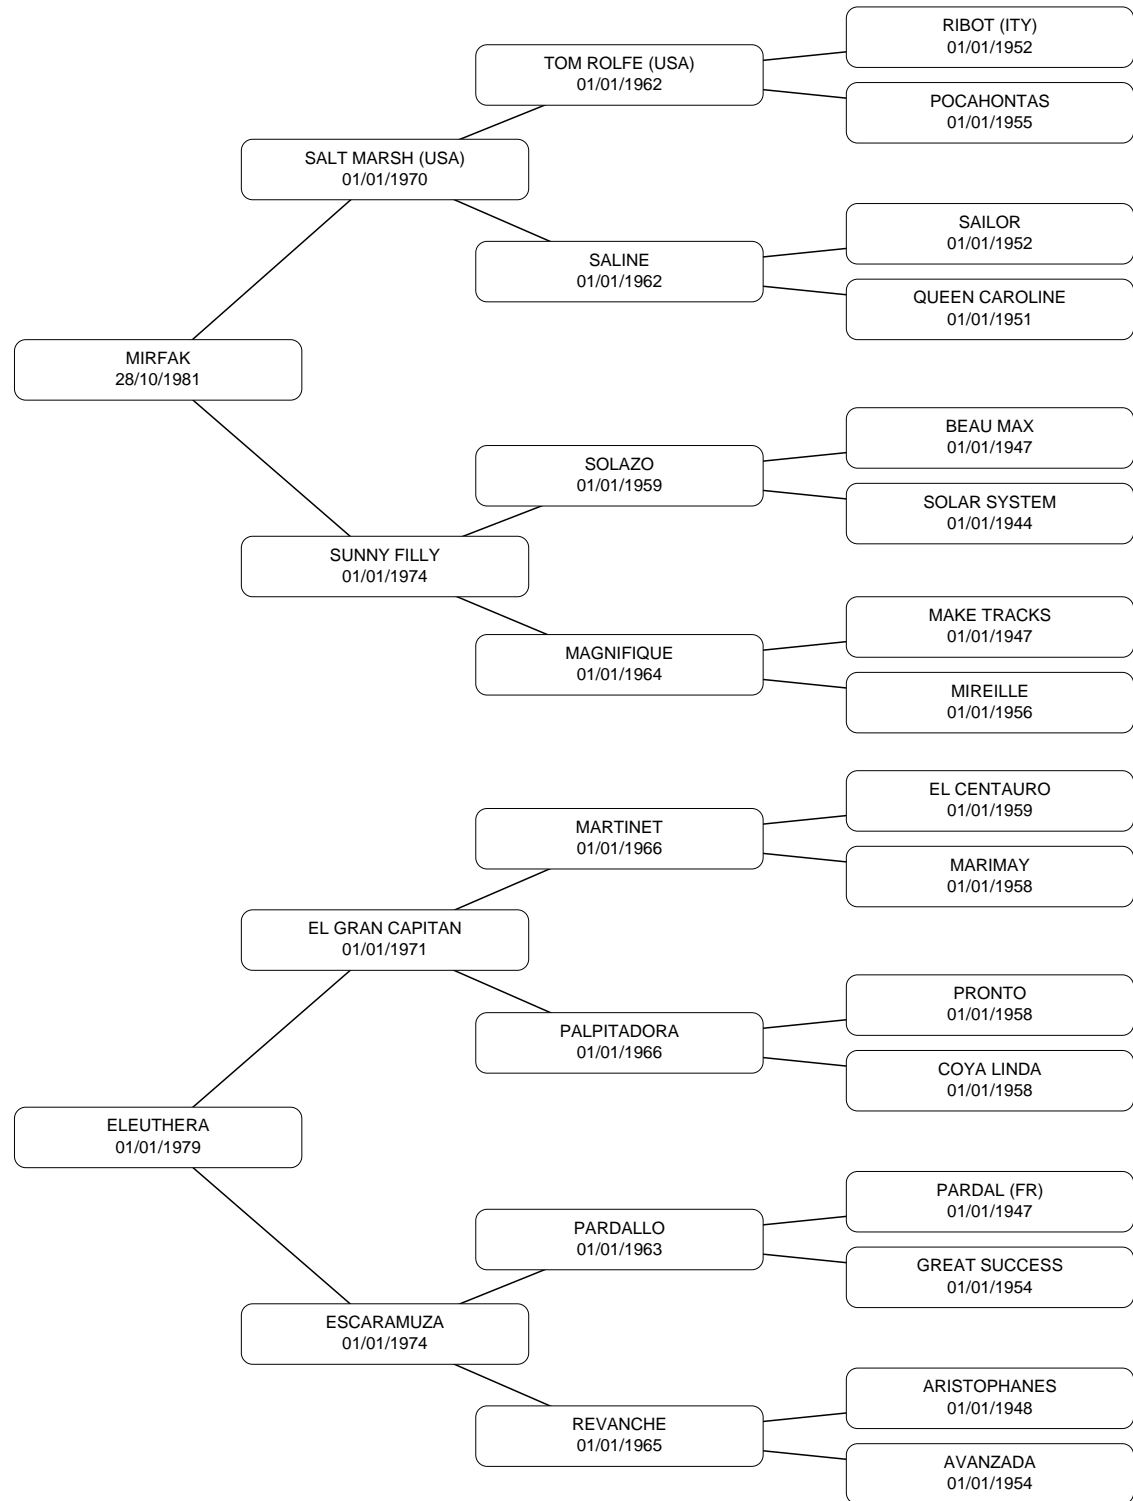 RIBOT (ITY)
01/01/1952
TOM ROLFE (USA)
01/01/1962
POCAHONTAS
01/01/1955
SALT MARSH (USA)
01/01/1970
SAILOR
01/01/1952
SALINE
01/01/1962
QUEEN CAROLINE
01/01/1951
MIRFAK
28/10/1981
BEAU MAX
01/01/1947
SOLAZO
01/01/1959
SOLAR SYSTEM
01/01/1944
SUNNY FILLY
01/01/1974
MAKE TRACKS
01/01/1947
MAGNIFIQUE
01/01/1964
MIREILLE
01/01/1956
EL CENTAURO
01/01/1959
MARTINET
01/01/1966
MARIMAY
01/01/1958
EL GRAN CAPITAN
01/01/1971
PRONTO
01/01/1958
PALPITADORA
01/01/1966
COYA LINDA
01/01/1958
ELEUTHERA
01/01/1979
PARDAL (FR)
01/01/1947
PARDALLO
01/01/1963
GREAT SUCCESS
01/01/1954
ESCARAMUZA
01/01/1974
ARISTOPHANES
01/01/1948
REVANCHE
01/01/1965
AVANZADA
01/01/1954